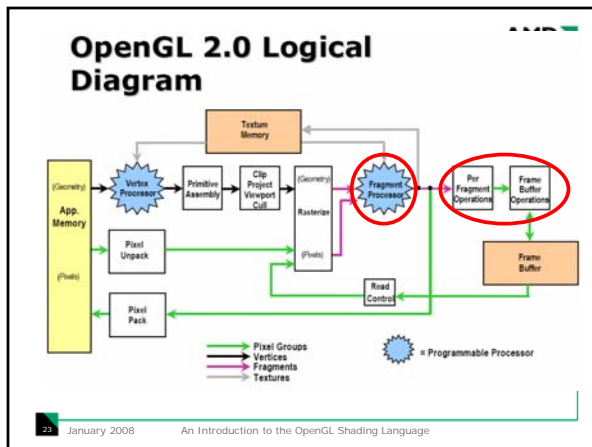 OpenGL 2.0 Logical
Diagram
AMD
Texture
Memory
(Geometry)
App.
Memory
(Pixels)
Vertex
Processor
Primitive
Assembly
Clip
Project
Viewport
Cull
(Geometry)
Rasterize
(Pixels)
Fragment
Processor
Per
Fragment
Operations
Frame
Buffer
Operations
Pixel
Unpack
Pixel
Pack
Read
Control
Frame
Buffer
Pixel Groups
Vertices
Fragments
Textures
= Programmable Processor
23 January 2008 An Introduction to the OpenGL Shading Language